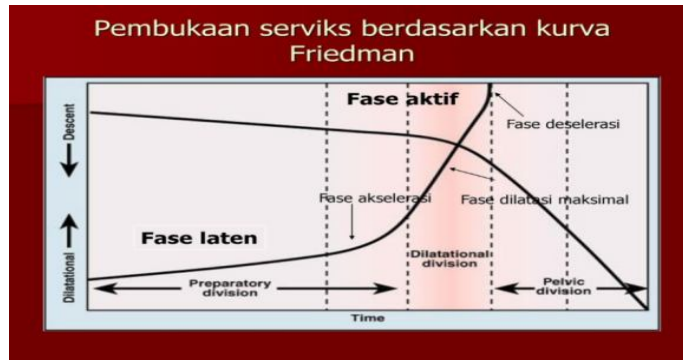 Pembukaan serviks berdasarkan kurva
Friedman
Fase aktif
Fase deselerasi
Descent
Fase akselerasi
Fase dilatasi maksimal
Fase laten
Dilatational
Dilatational
division
Preparatory
division
Pelvic
division
Time